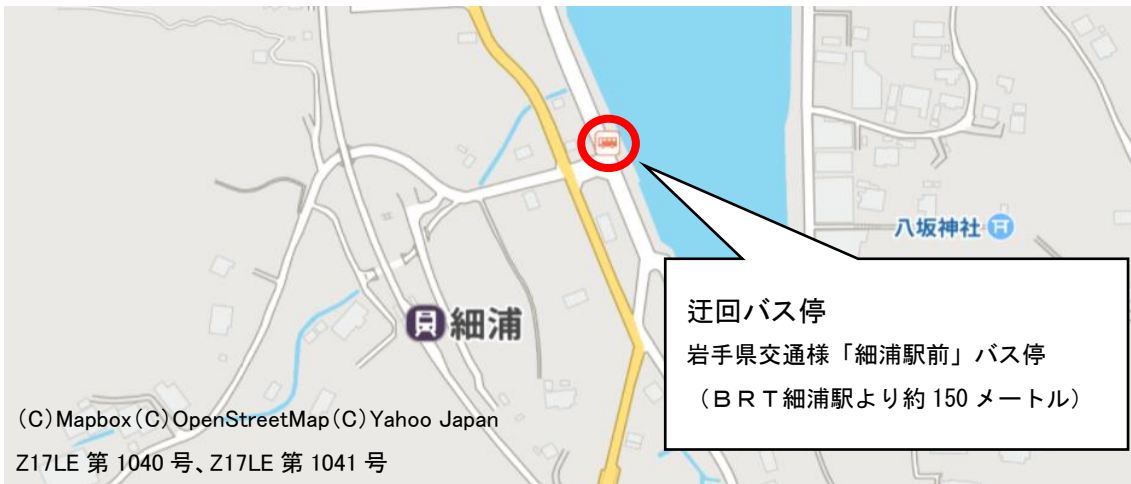 八坂神社
細浦
迂回バス停
岩手県交通様「細浦駅前」バス停
（ＢＲＴ細浦駅より約 150 メートル）
(C)Mapbox(C)OpenStreetMap(C)Yahoo Japan
Z17LE 第 1040 号、Z17LE 第 1041 号